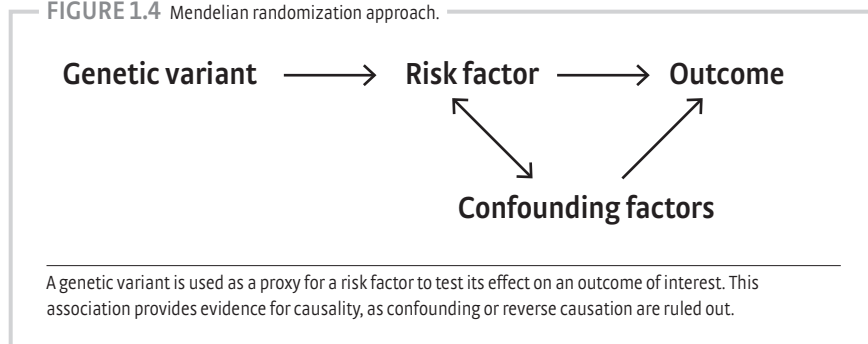 FIGURE 1.4 Mendelian randomization approach.
Genetic variant Risk factor Outcome
Confounding factors
A genetic variant is used as a proxy for a risk factor to test its effect on an outcome of interest. This
association provides evidence for causality, as confounding or reverse causation are ruled out.